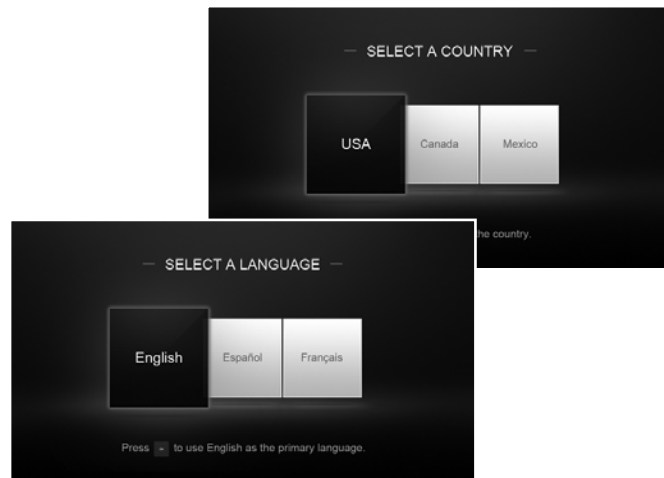 — SELECT A COUNTRY —
USA
Canada
Mexico
the country.
— SELECT A LANGUAGE —
English
Español
Français
Press to use English as the primary language.